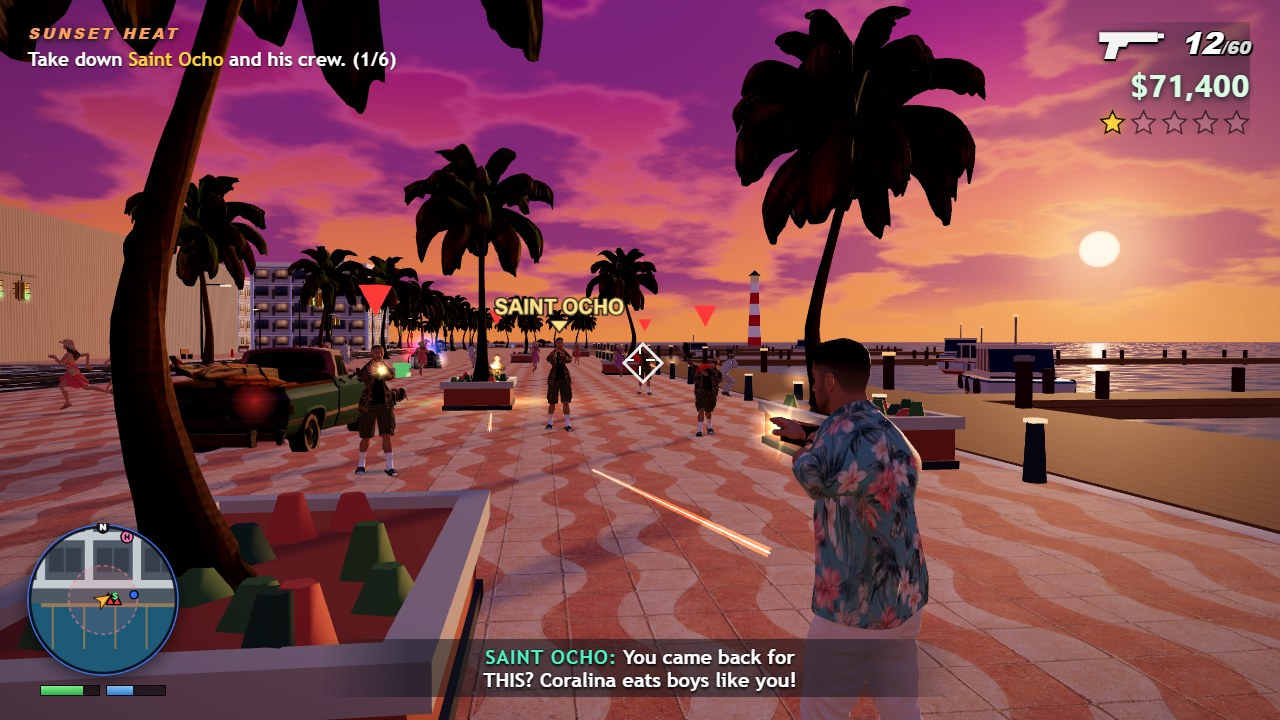 SUNSET HEAT
Take down Saint Ocho and his crew. (1/6)
12/60
$71,400
SAINT OCHO
N
H
$
SAINT OCHO: You came back for
THIS? Coralina eats boys like you!